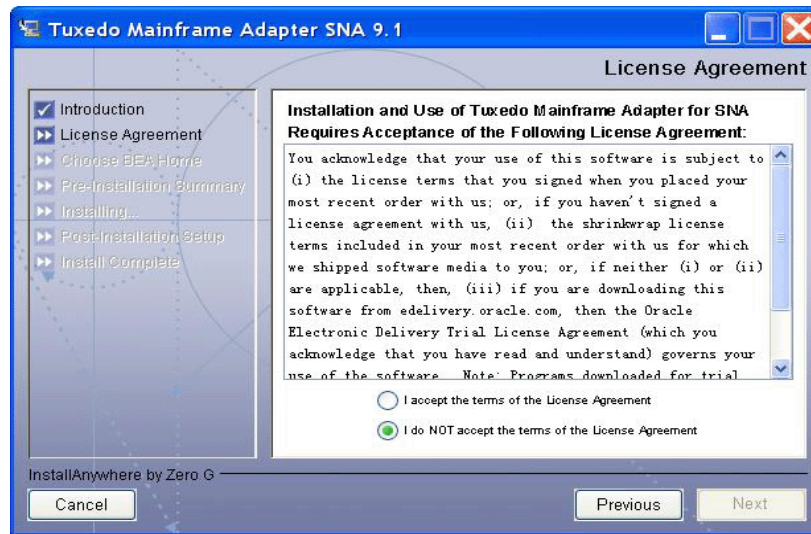 Tuxedo Mainframe Adapter SNA 9.1
License Agreement
Introduction
License Agreement
Choose BEA Home
Pre-Installation Summary
Installing...
Post-Installation Setup
Install Complete
Installation and Use of Tuxedo Mainframe Adapter for SNA
Requires Acceptance of the Following License Agreement:
You acknowledge that your use of this software is subject to
(i) the license terms that you signed when you placed your
most recent order with us; or, if you haven't signed a
license agreement with us, (ii) the shrinkwrap license
terms included in your most recent order with us for which
we shipped software media to you; or, if neither (i) or (ii)
are applicable, then, (iii) if you are downloading this
software from edelivery.oracle.com, then the Oracle
Electronic Delivery Trial License Agreement (which you
acknowledge that you have read and understand) governs your
use of the software. Note: Programs downloaded for trial
I accept the terms of the License Agreement
I do NOT accept the terms of the License Agreement
InstallAnywhere by Zero G
Cancel
Previous
Next